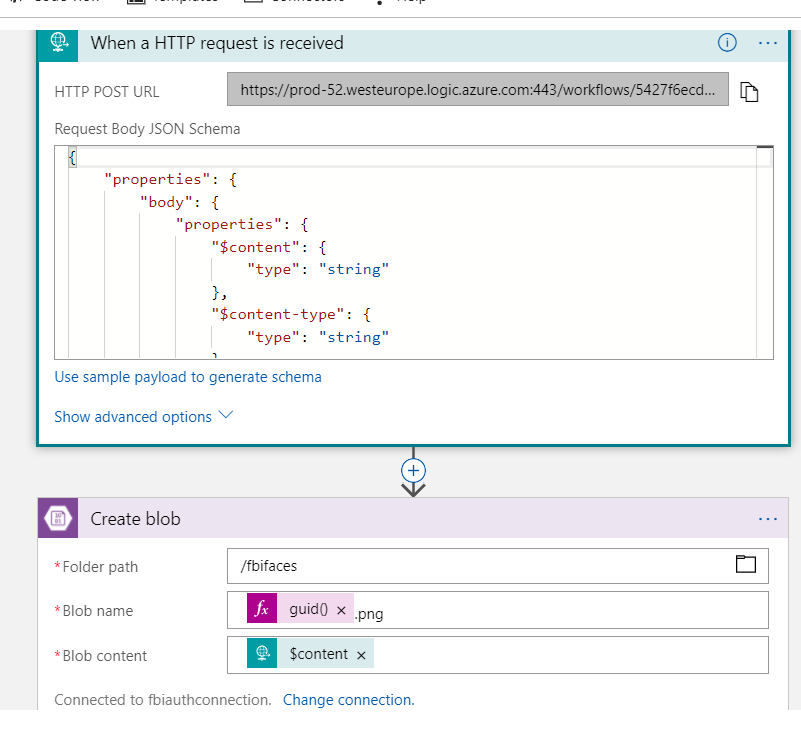 When a HTTP request is received
HTTP POST URL
https://prod-52.westeurope.logic.azure.com:443/workflows/5427f6ecd...
Request Body JSON Schema
{
"properties": {
"body": {
"properties": {
"$content": {
"type": "string"
},
"$content-type": {
"type": "string"
}
Use sample payload to generate schema
Show advanced options
Create blob
*Folder path
/fbifaces
*Blob name
fx guid() × .png
*Blob content
$content ×
Connected to fbiauthconnection. Change connection.